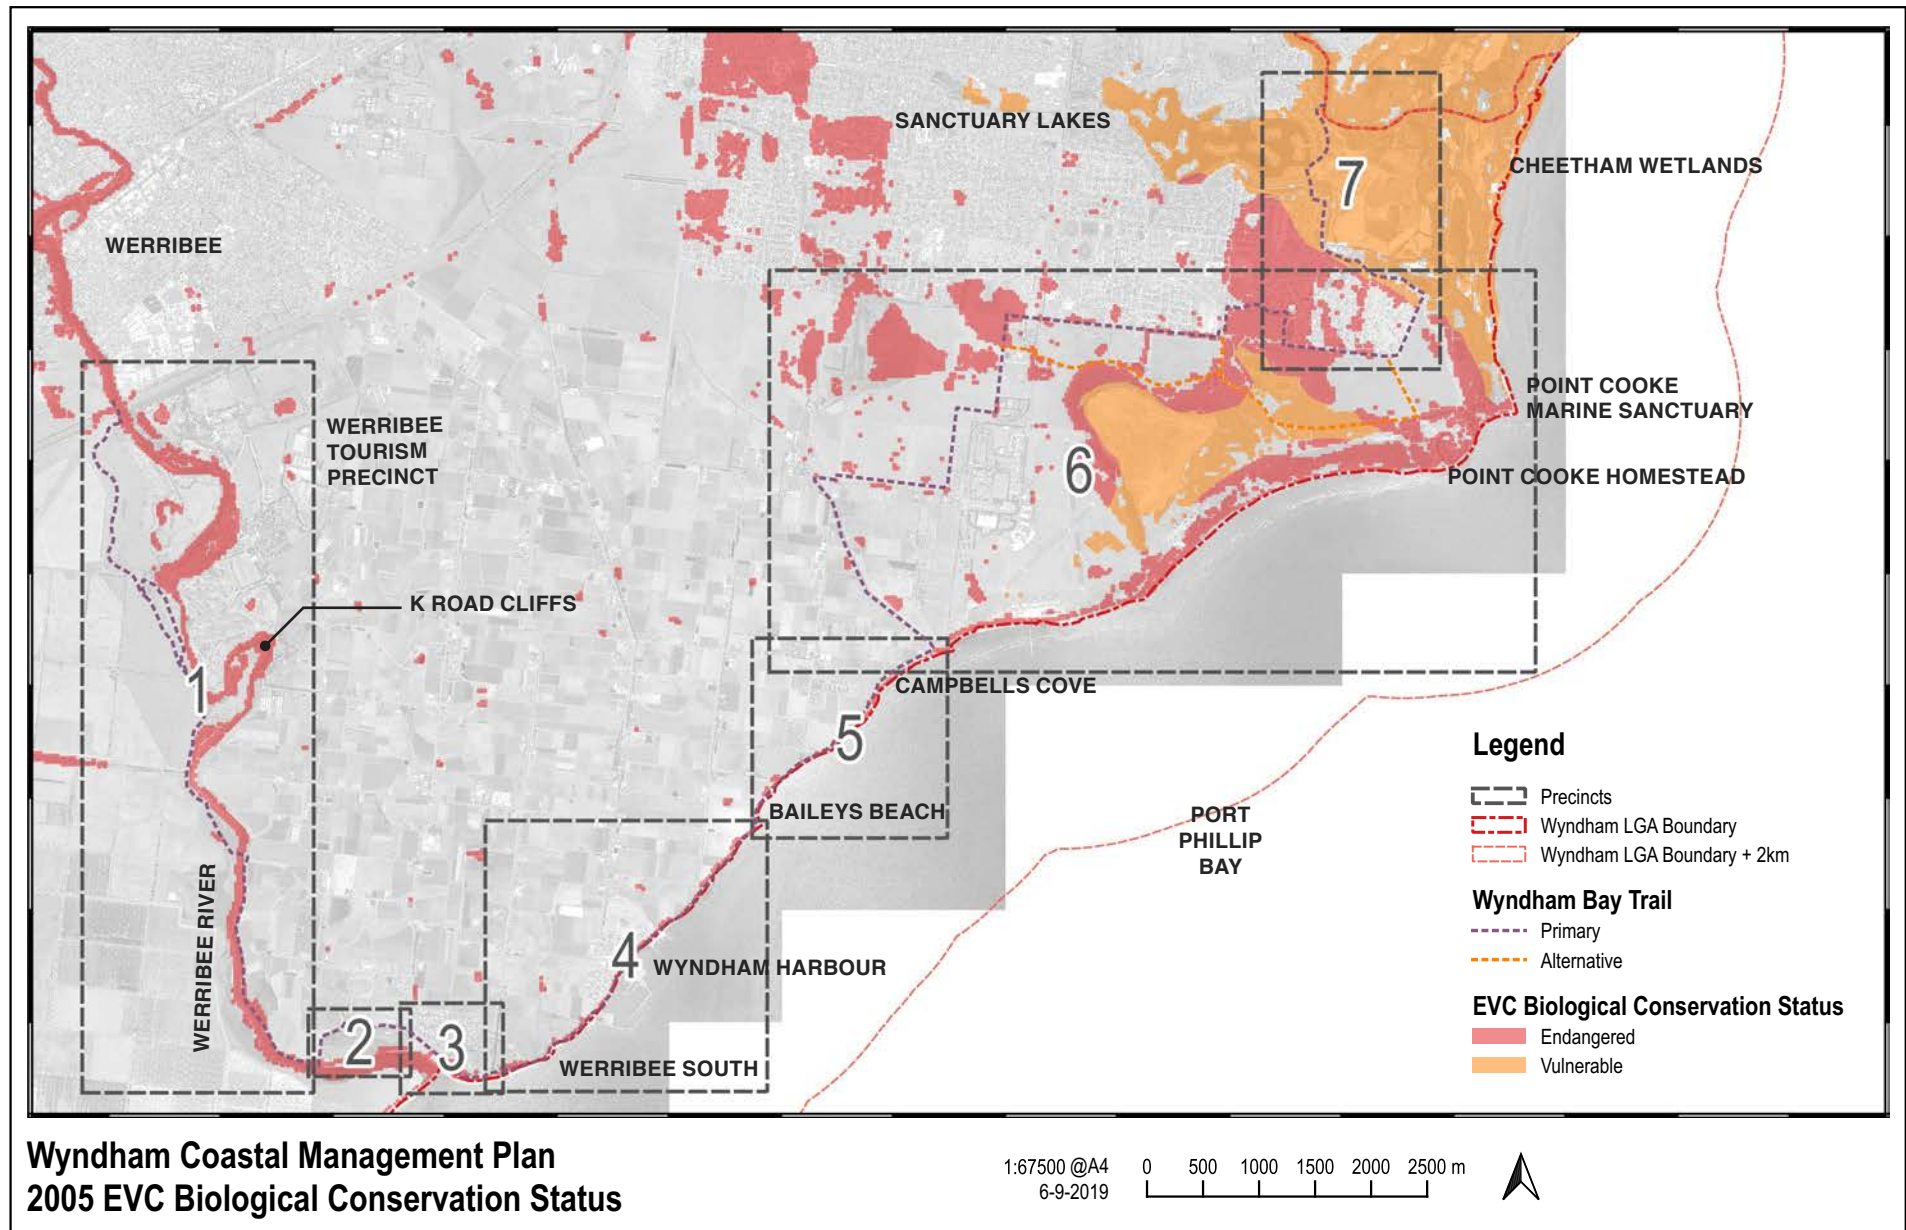 SANCTUARY LAKES
CHEETHAM WETLANDS
7
WERRIBEE
POINT COOKE
MARINE SANCTUARY
WERRIBEE
TOURISM
PRECINCT
6
POINT COOKE HOMESTEAD
K ROAD CLIFFS
1
CAMPBELLS COVE
5
BAILEYS BEACH
PORT
PHILLIP
BAY
WERRIBEE RIVER
4
WYNDHAM HARBOUR
2
3
WERRIBEE SOUTH
Legend
Precincts
Wyndham LGA Boundary
Wyndham LGA Boundary + 2km
Wyndham Bay Trail
Primary
Alternative
EVC Biological Conservation Status
Endangered
Vulnerable
Wyndham Coastal Management Plan
2005 EVC Biological Conservation Status
1:67500 @A4
6-9-2019
0 500 1000 1500 2000 2500 m